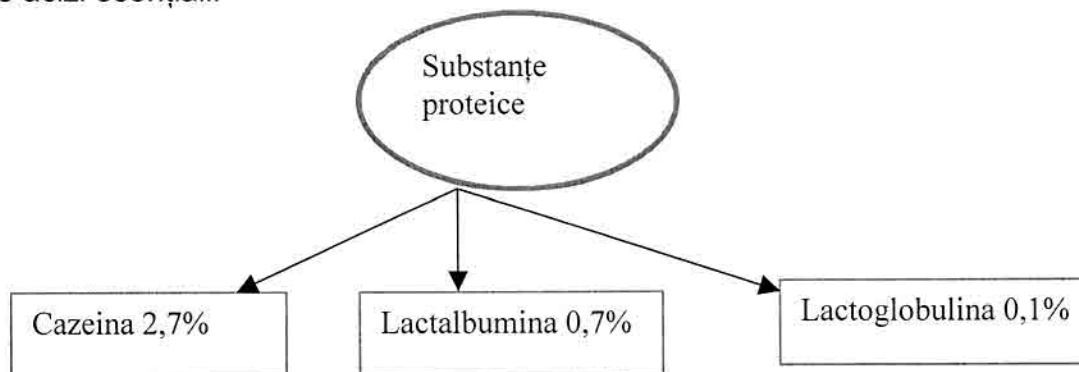 Substanțe
proteice
Cazeina 2,7%
Lactalbumina 0,7%
Lactoglobulina 0,1%